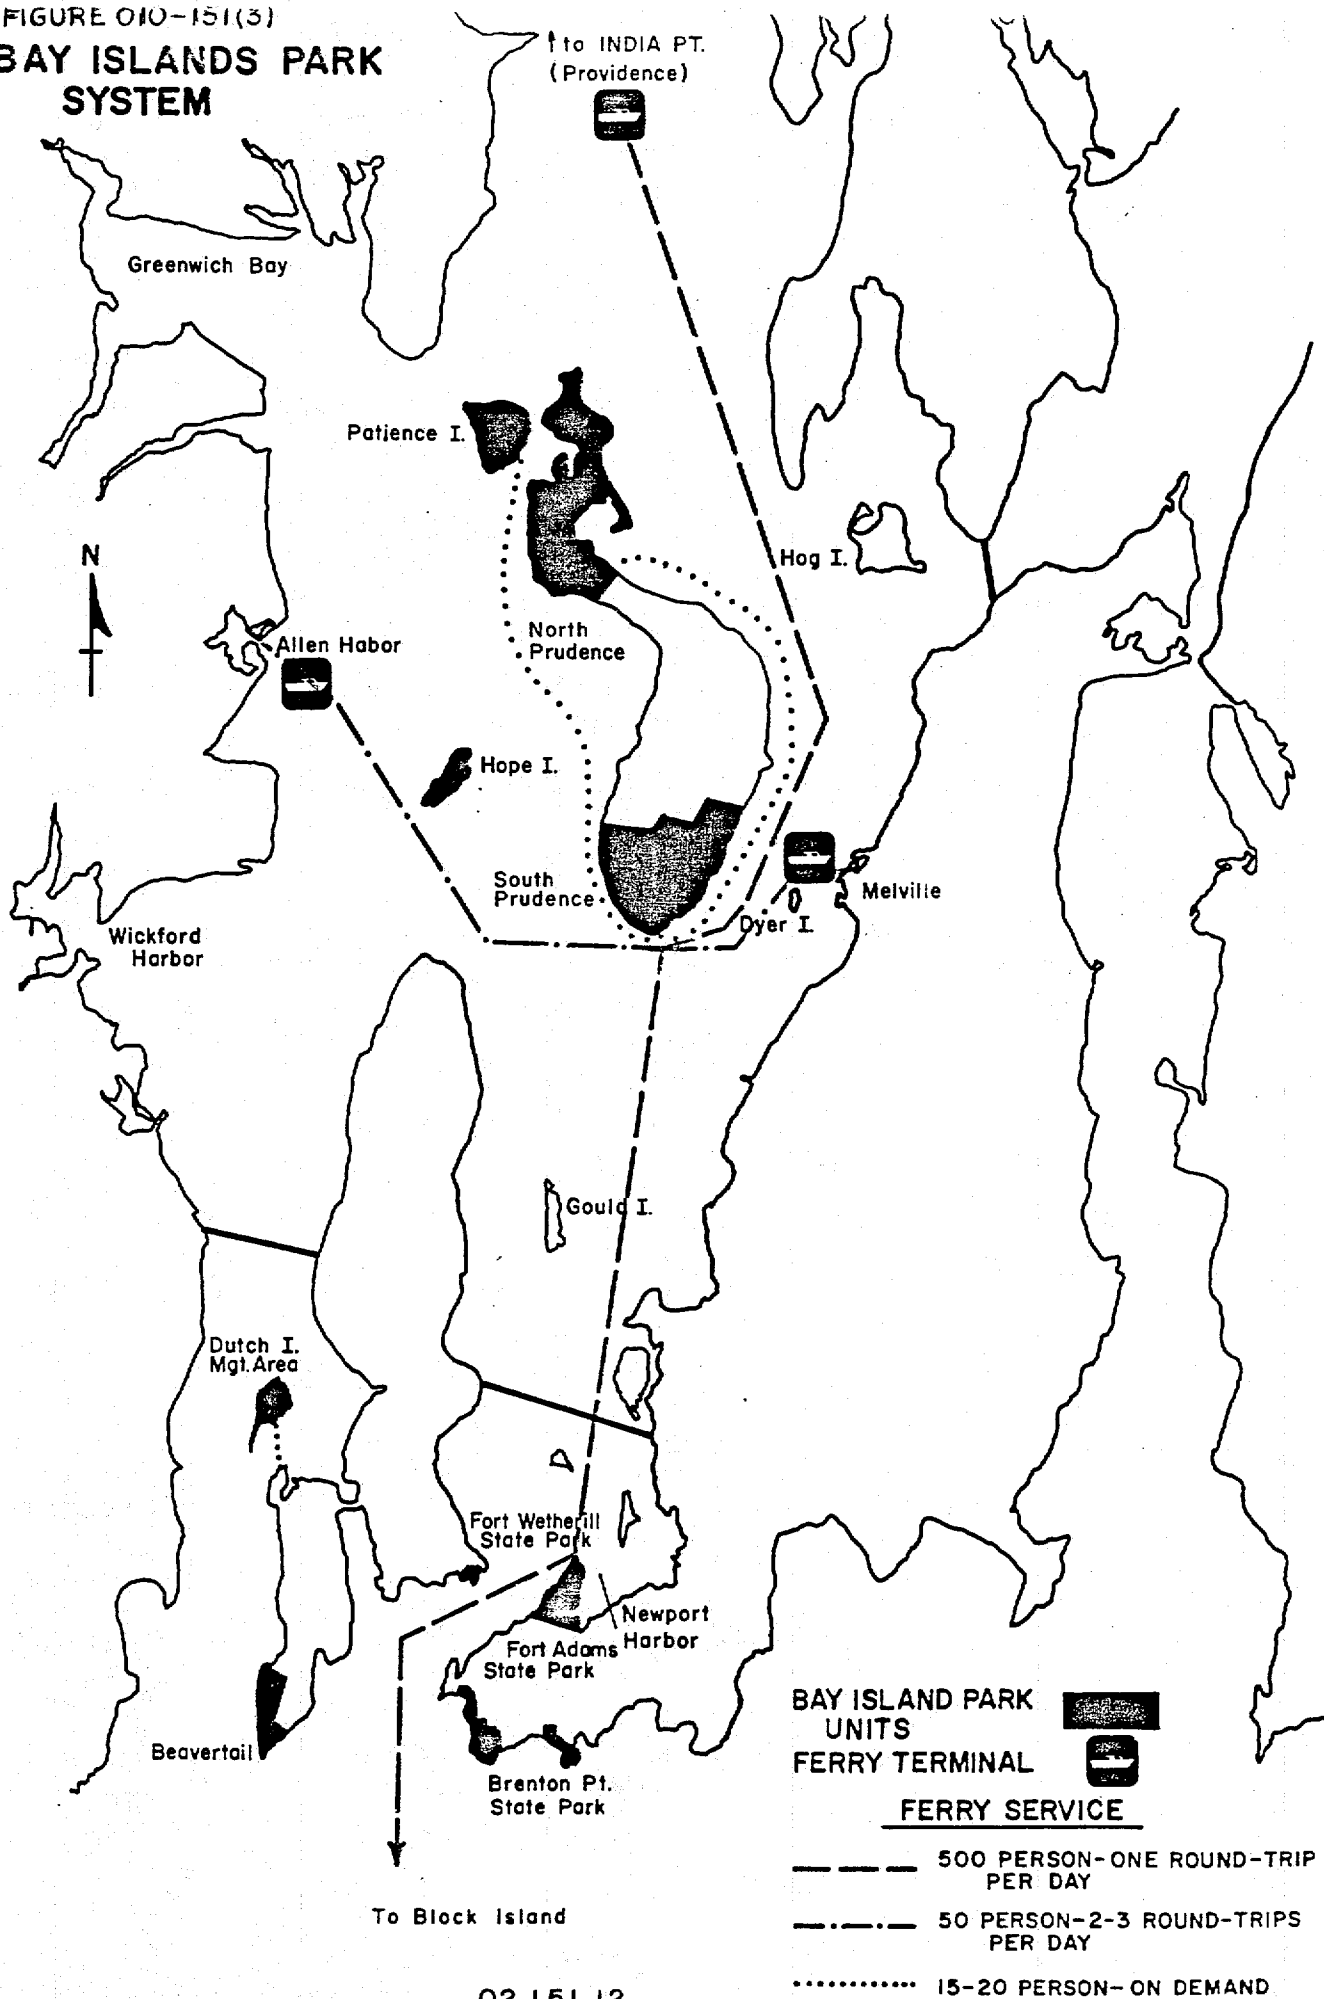 FIGURE 010-151(3)
BAY ISLANDS PARK
SYSTEM
to INDIA PT.
(Providence)
Greenwich Bay
Patience I.
N
Hog I.
Allen Habor
North
Prudence
Hope I.
South
Prudence
Melville
Dyer I.
Wickford
Harbor
Gould I.
Dutch I.
Mgt. Area
Fort Wetherill
State Park
Newport
Harbor
Fort Adams
State Park
Beavertail
Brenton Pt.
State Park
To Block Island
BAY ISLAND PARK
UNITS
FERRY TERMINAL
FERRY SERVICE
500 PERSON-ONE ROUND-TRIP
PER DAY
50 PERSON-2-3 ROUND-TRIPS
PER DAY
15-20 PERSON-ON DEMAND